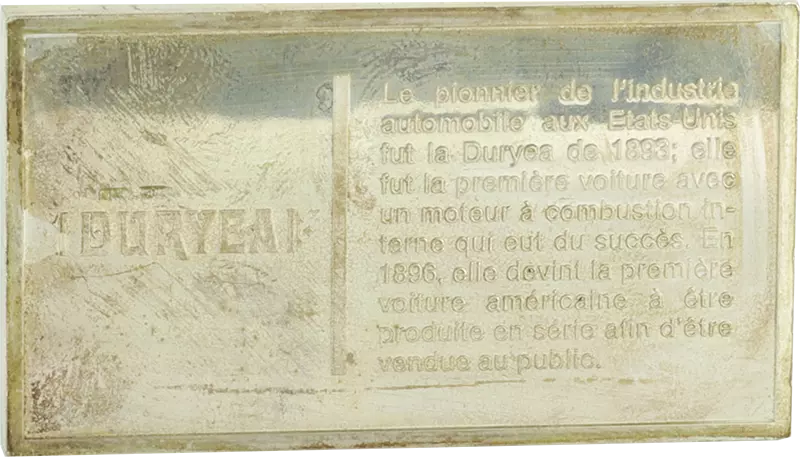 DURYEA
Le pionnier de l'industrie
automobile aux Etats-Unis
fut la Duryea de 1893; elle
fut la première voiture avec
un moteur à combustion in-
terne qui eut du succès. En
1896, elle devint la première
voiture américaine à être
produite en série afin d'être
vendue au public.